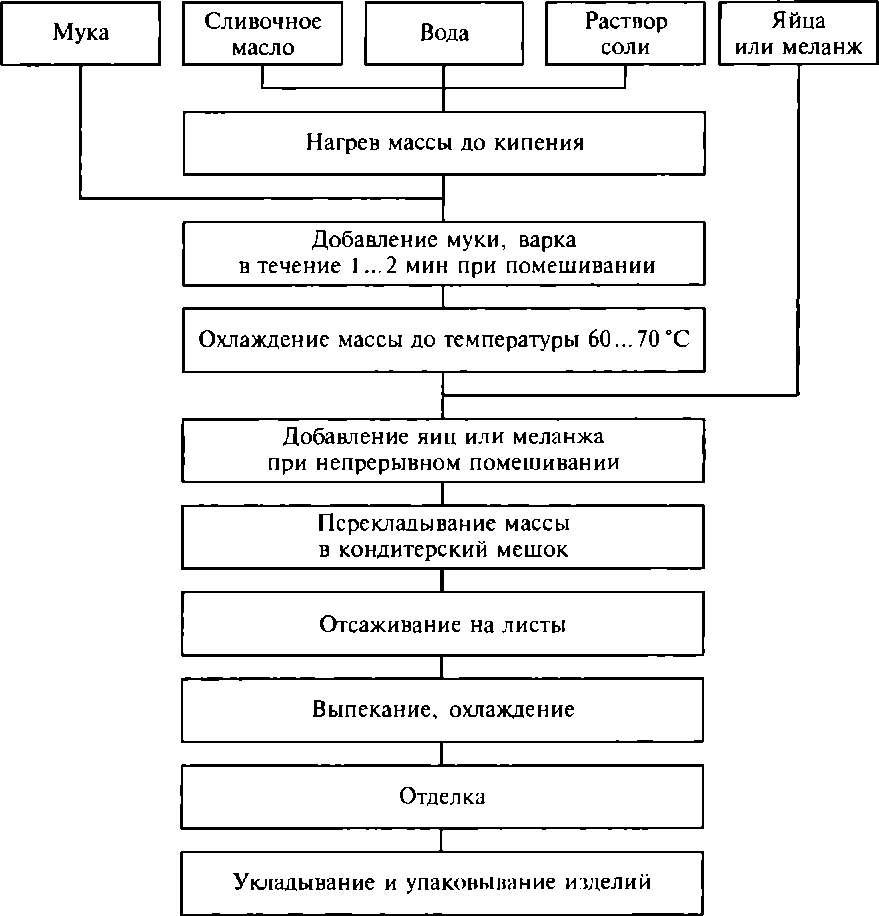 Мука
Сливочное
масло
Вода
Раствор
соли
Яйца
или меланж
Нагрев массы до кипения
Добавление муки, варка
в течение 1...2 мин при помешивании
Охлаждение массы до температуры 60...70 °С
Добавление яиц или меланжа
при непрерывном помешивании
Перекладывание массы
в кондитерский мешок
Отсаживание на листы
Выпекание, охлаждение
Отделка
Укладывание и упаковывание изделий